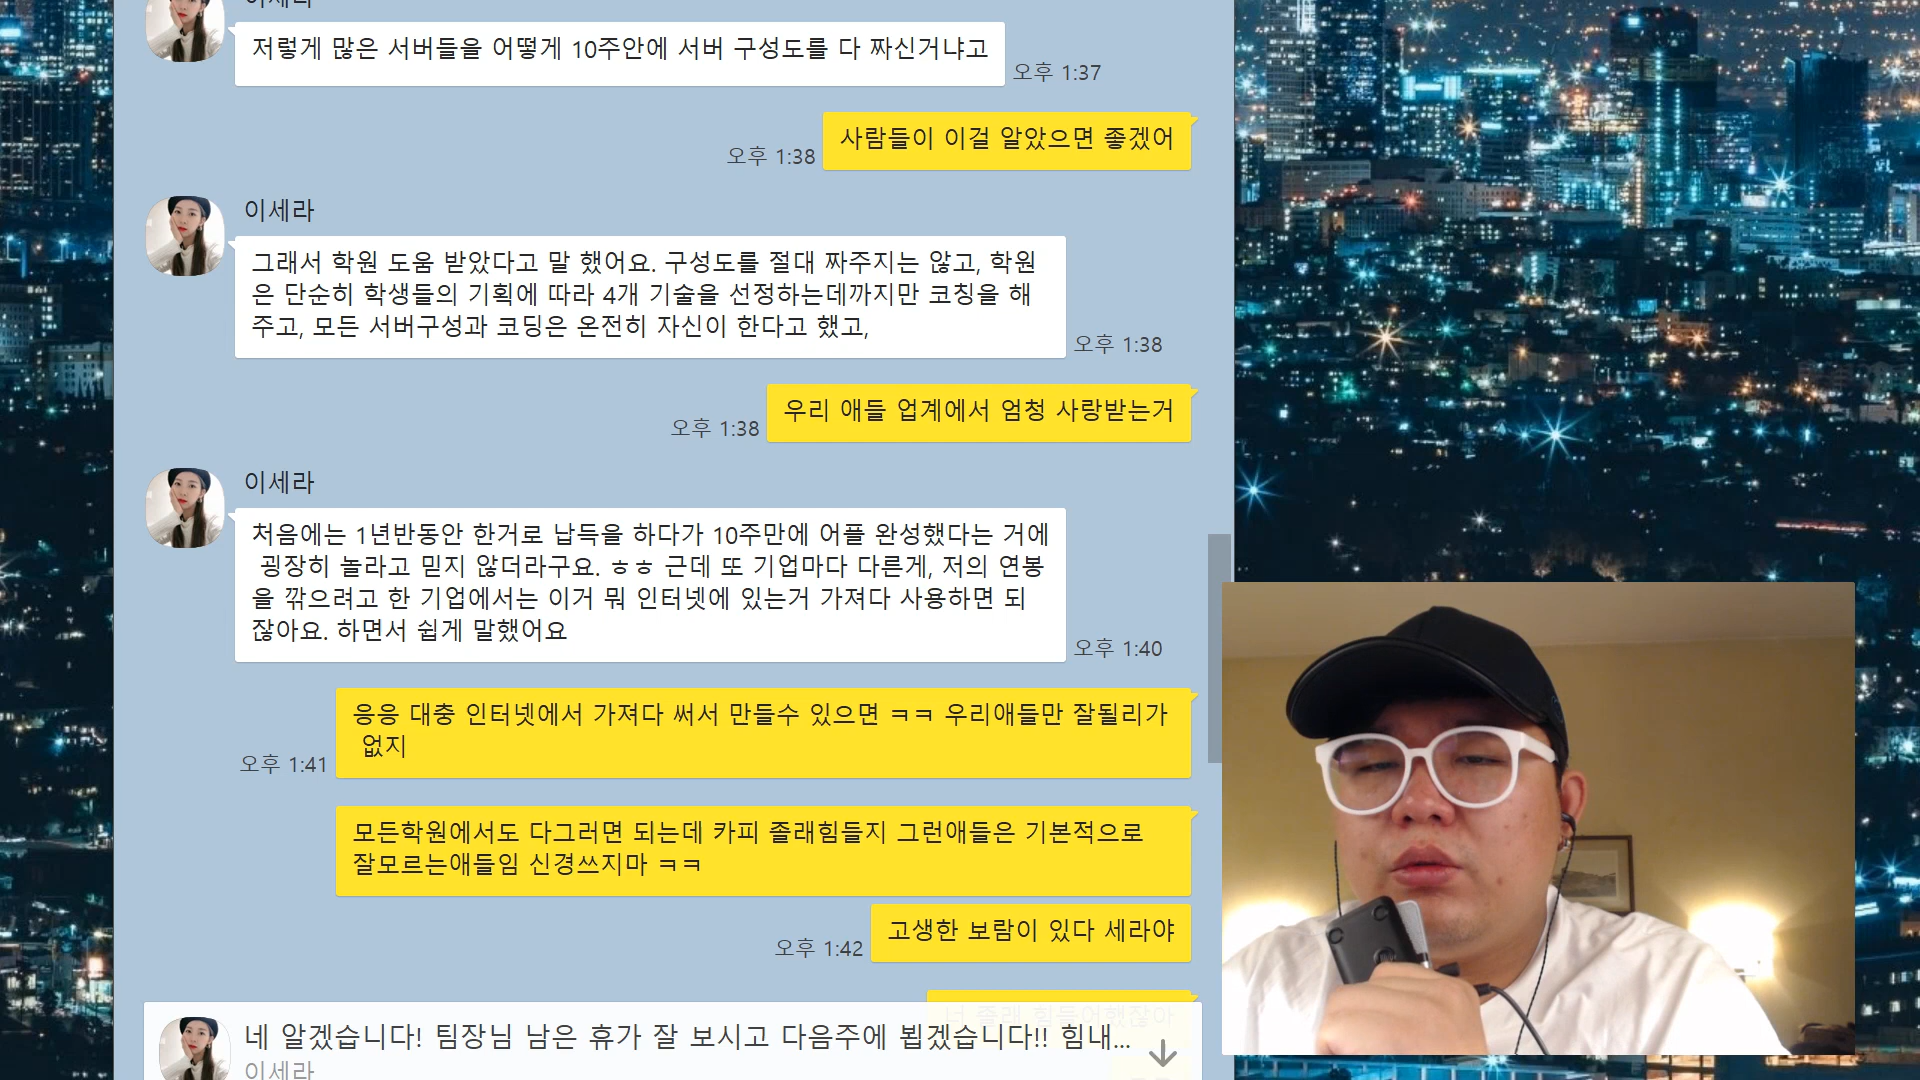 이세라
저렇게 많은 서버들을 어떻게 10주안에 서버 구성도를 다 짜신거냐고
오후 1:37
사람들이 이걸 알았으면 좋겠어
오후 1:38
이세라
그래서 학원 도움 받았다고 말 했어요. 구성도를 절대 짜주지는 않고, 학원
은 단순히 학생들의 기획에 따라 4개 기술을 선정하는데까지만 코칭을 해
주고, 모든 서버구성과 코딩은 온전히 자신이 한다고 했고,
오후 1:38
우리 애들 업계에서 엄청 사랑받는거
오후 1:38
이세라
처음에는 1년반동안 한거로 납득을 하다가 10주만에 어플 완성했다는 거에
굉장히 놀라고 믿지 않더라구요. ㅎㅎ 근데 또 기업마다 다른게, 저의 연봉
을 깎으려고 한 기업에서는 이거 뭐 인터넷에 있는거 가져다 사용하면 되
잖아요. 하면서 쉽게 말했어요
오후 1:40
응응 대충 인터넷에서 가져다 써서 만들수 있으면 ㅋㅋ 우리애들만 잘될리가
없지
오후 1:41
모든학원에서도 다그러면 되는데 카피 졸래힘들지 그런애들은 기본적으로
잘모르는애들임 신경쓰지마 ㅋㅋ
고생한 보람이 있다 세라야
오후 1:42
너 졸래 힘들어했잖아
네 알겠습니다! 팀장님 남은 휴가 잘 보시고 다음주에 뵙겠습니다!! 힘내...
이세라